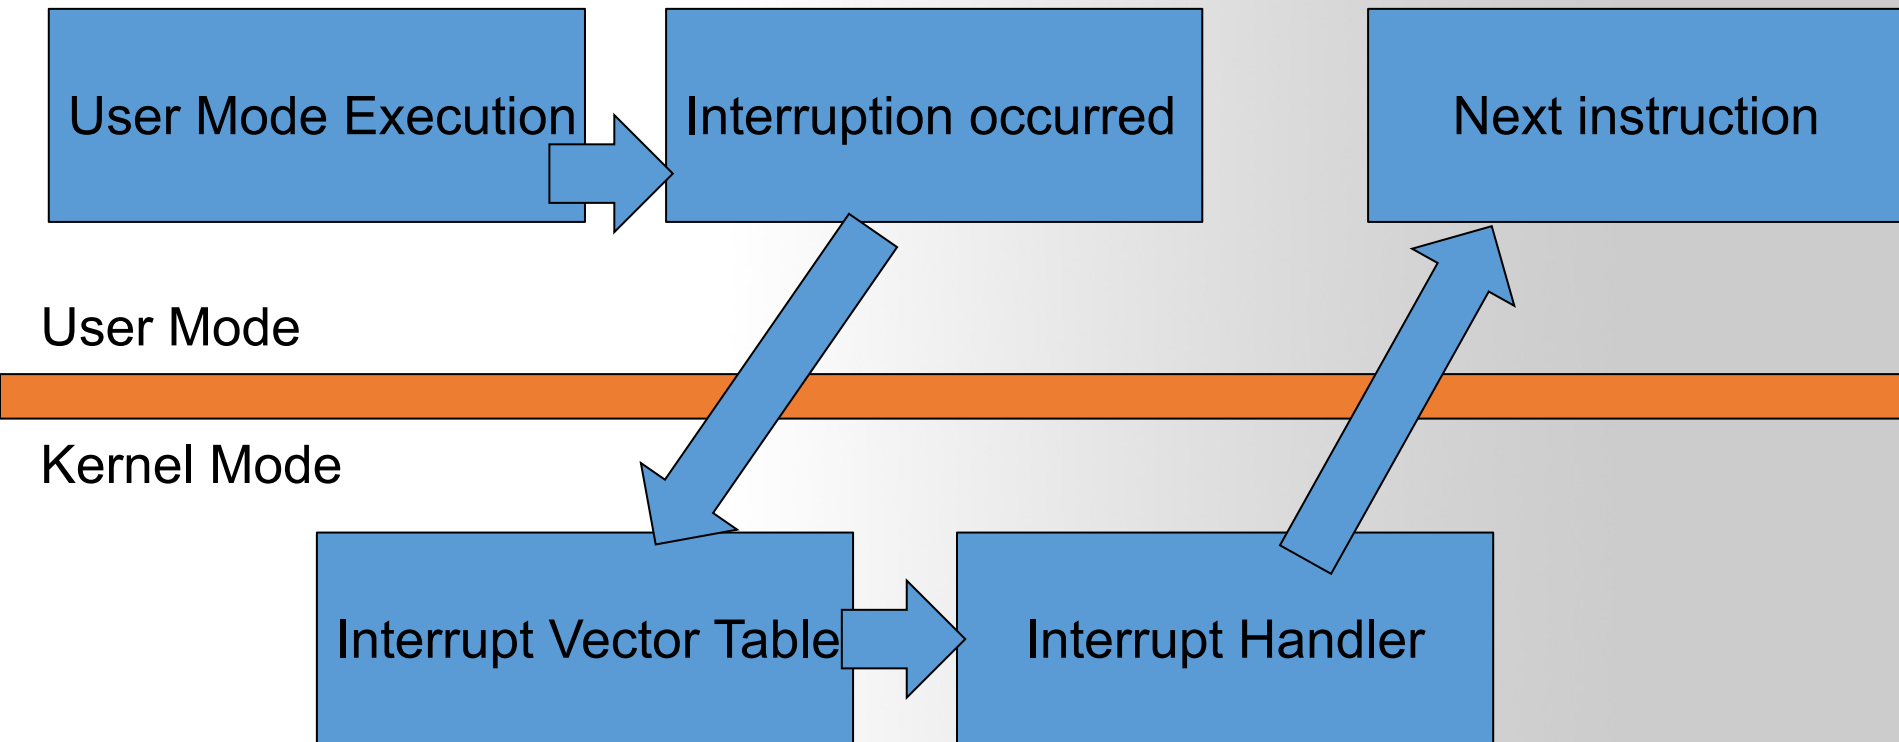 User Mode Execution
Interruption occurred
Next instruction
User Mode
Kernel Mode
Interrupt Vector Table
Interrupt Handler